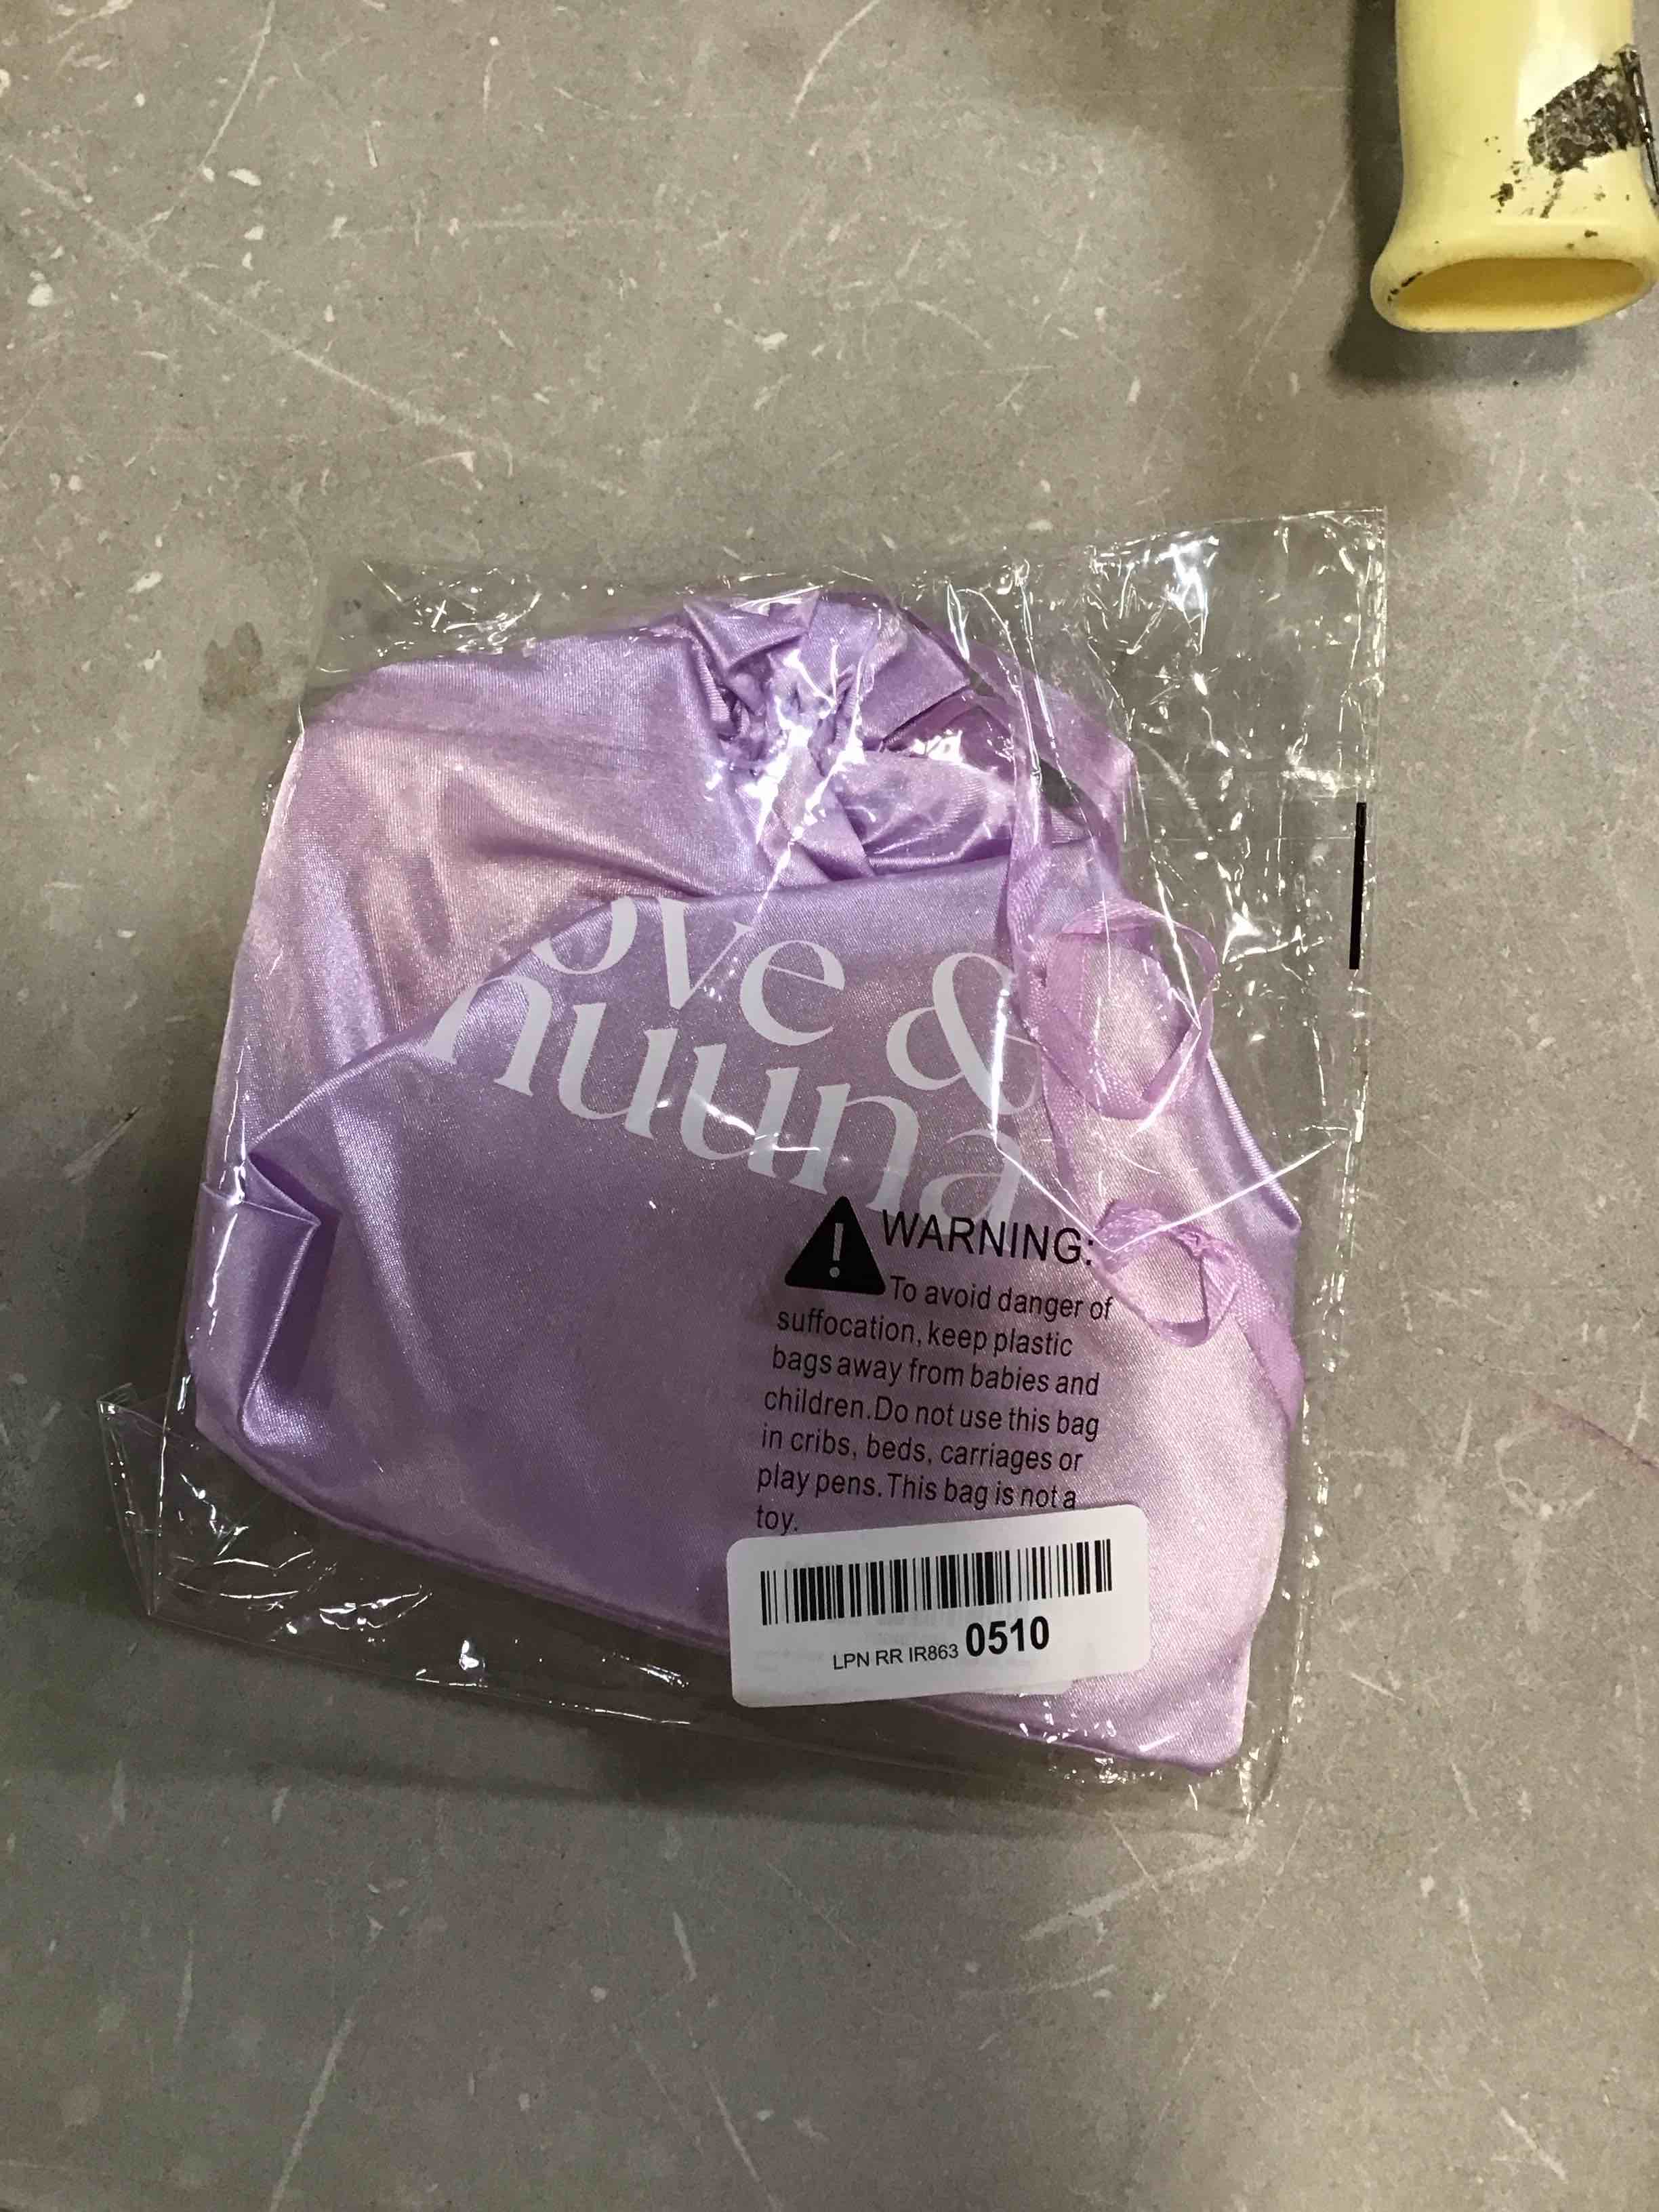 ove &
nuuna
WARNING:
To avoid danger of
suffocation, keep plastic
bags away from babies and
children.Do not use this bag
in cribs, beds, carriages or
play pens.This bag is not a
toy.
LPN RR IR863 0510